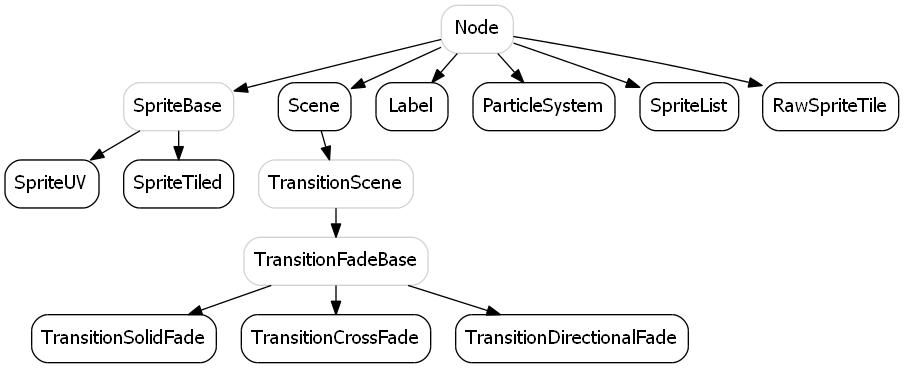 Node
SpriteBase
Scene
Label
ParticleSystem
SpriteList
RawSpriteTile
SpriteUV
SpriteTiled
TransitionScene
TransitionFadeBase
TransitionSolidFade
TransitionCrossFade
TransitionDirectionalFade